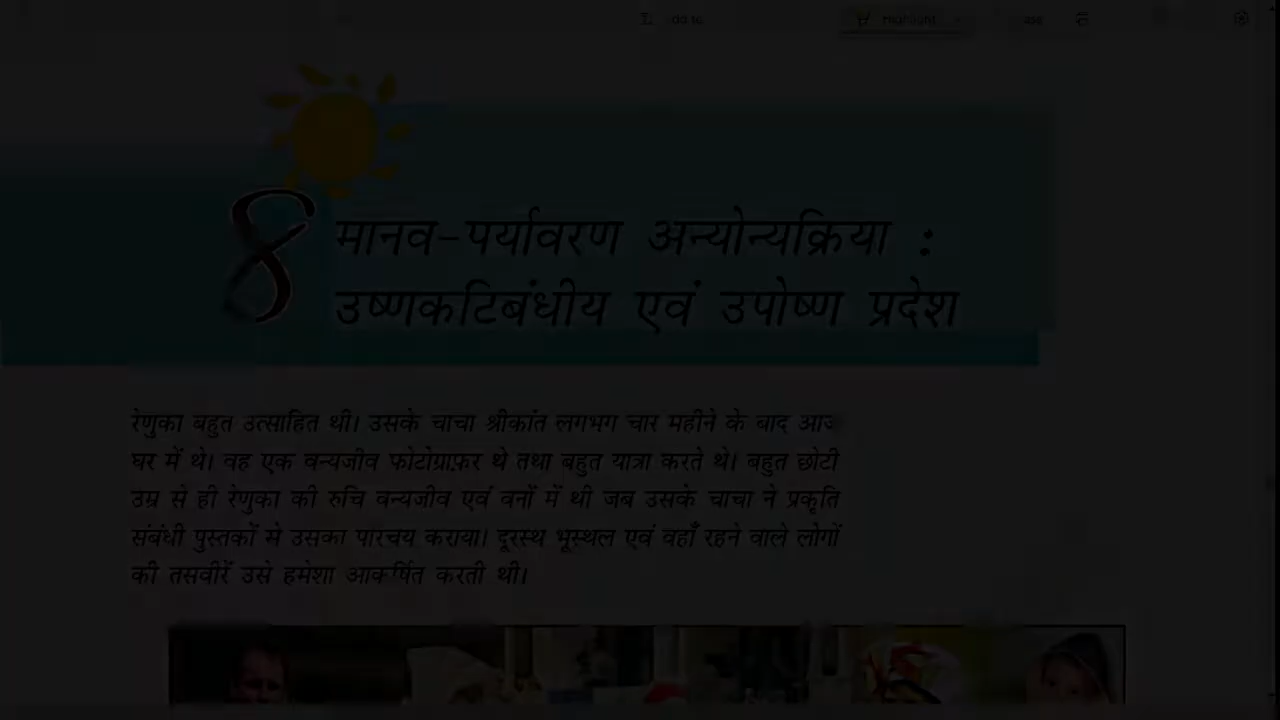 Highlight
8
मानव-पर्यावरण अन्योन्यक्रिया :
उष्णकटिबंधीय एवं उपोष्ण प्रदेश
रेणुका बहुत उत्साहित थी। उसके चाचा श्रीकांत लगभग चार महीने के बाद आज
घर में थे। वह एक वन्यजीव फोटोग्राफ़र थे तथा बहुत यात्रा करते थे। बहुत छोटी
उम्र से ही रेणुका की रुचि वन्यजीव एवं वनों में थी जब उसके चाचा ने प्रकृति
संबंधी पुस्तकों से उसका परिचय कराया। दूरस्थ भूस्थल एवं वहाँ रहने वाले लोगों
की तसवीरें उसे हमेशा आकर्षित करती थी।